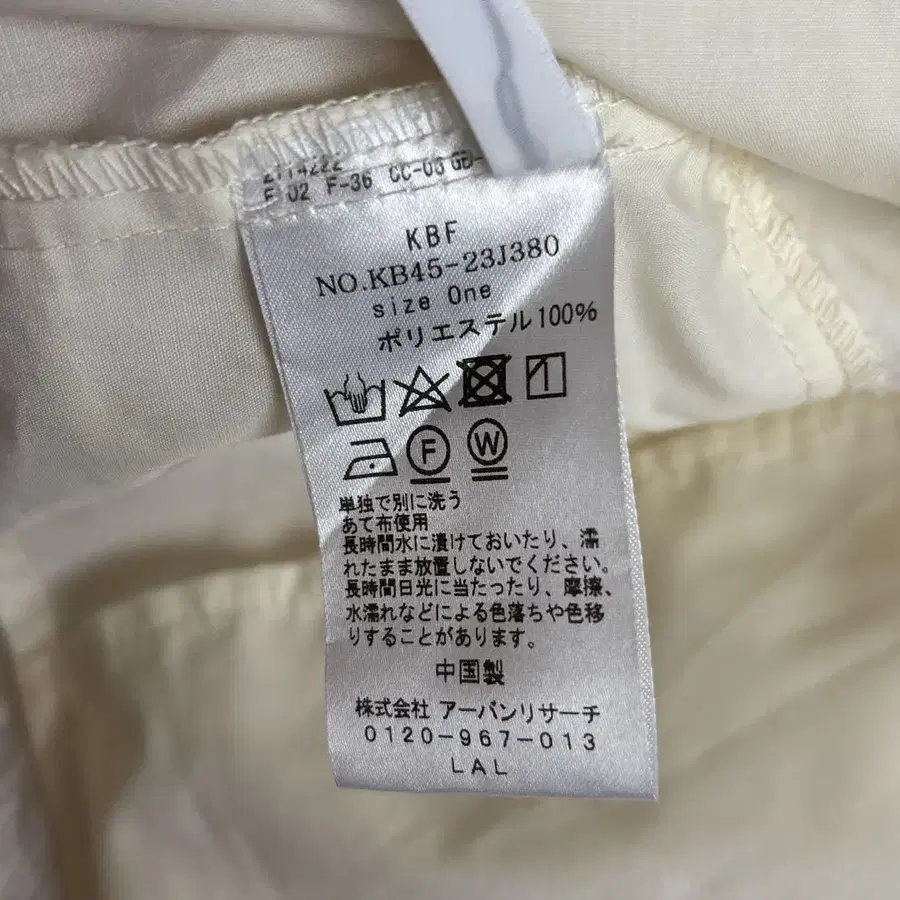 F-02 F-36 CC-03
KBF
NO.KB45-23J380
size One
ポリエステル100%
F W
単独で別に洗う
あて布使用
長時間水に漬けておいたり、濡
れたまま放置しないでください。
長時間日光に当たったり、摩擦、
水濡れなどによる色落ちや色移
りすることがあります。
中国製
株式会社 アーバンリサーチ
0120-967-013
LAL